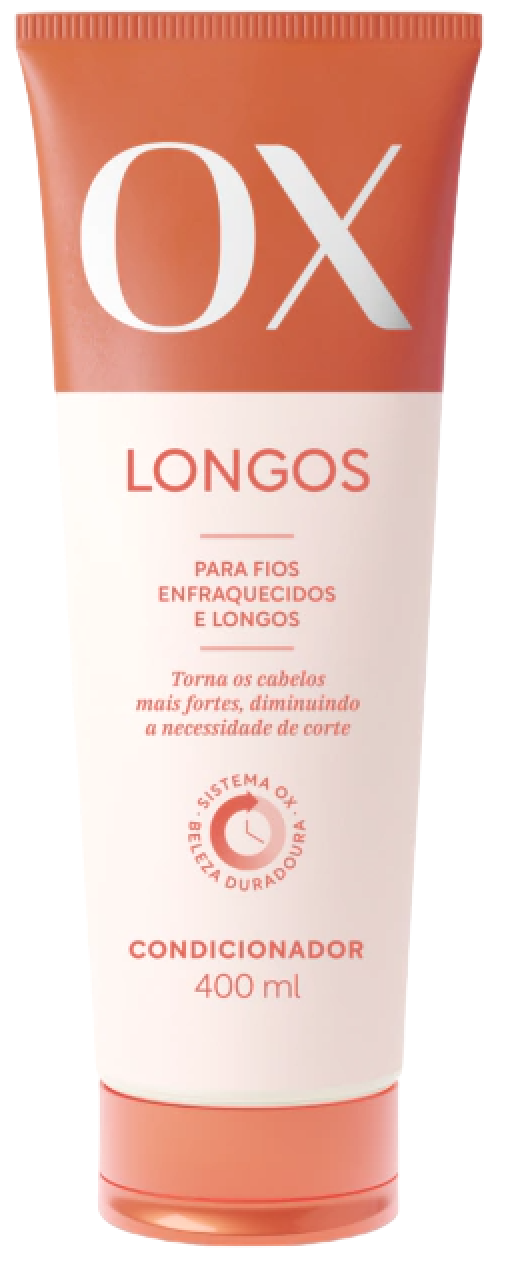 OX
LONGOS
PARA FIOS
ENFRAQUECIDOS
E LONGOS
Torna os cabelos
mais fortes, diminuindo
a necessidade de corte
· SISTEMA OX ·
BELEZA DURADOURA
CONDICIONADOR
400 ml